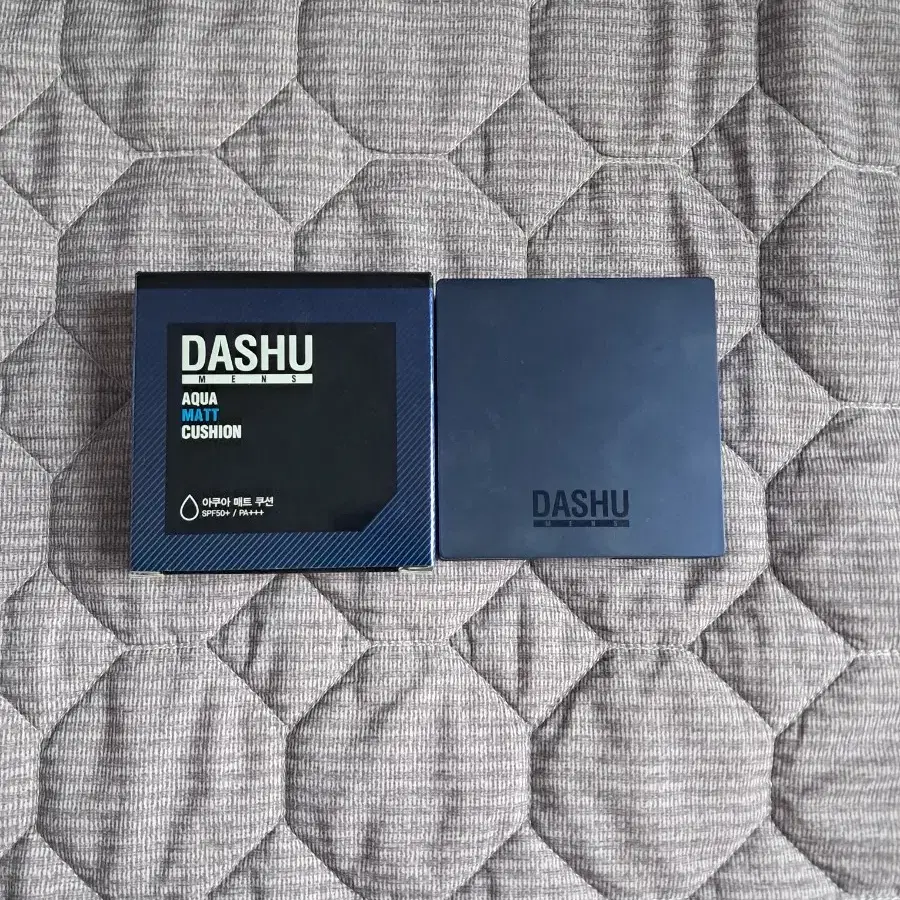 DASHU
MENS
AQUA
MATT
CUSHION
아쿠아 매트 쿠션
SPF50+ / PA+++
DASHU
MENS